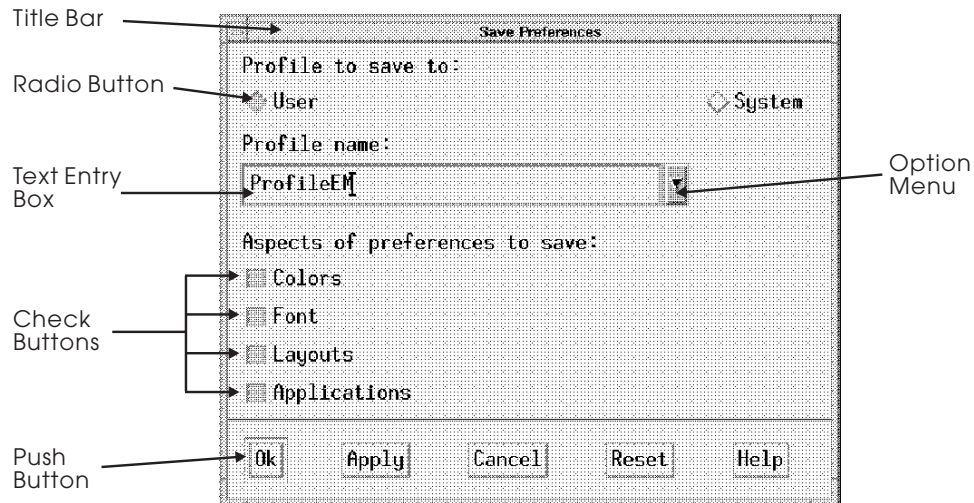 Title Bar
Save Preferences
Profile to save to:
Radio Button
User
System
Profile name:
Text Entry
Box
ProfileEM
Option
Menu
Aspects of preferences to save:
Colors
Check
Buttons
Font
Layouts
Applications
Push
Button
Ok
Apply
Cancel
Reset
Help